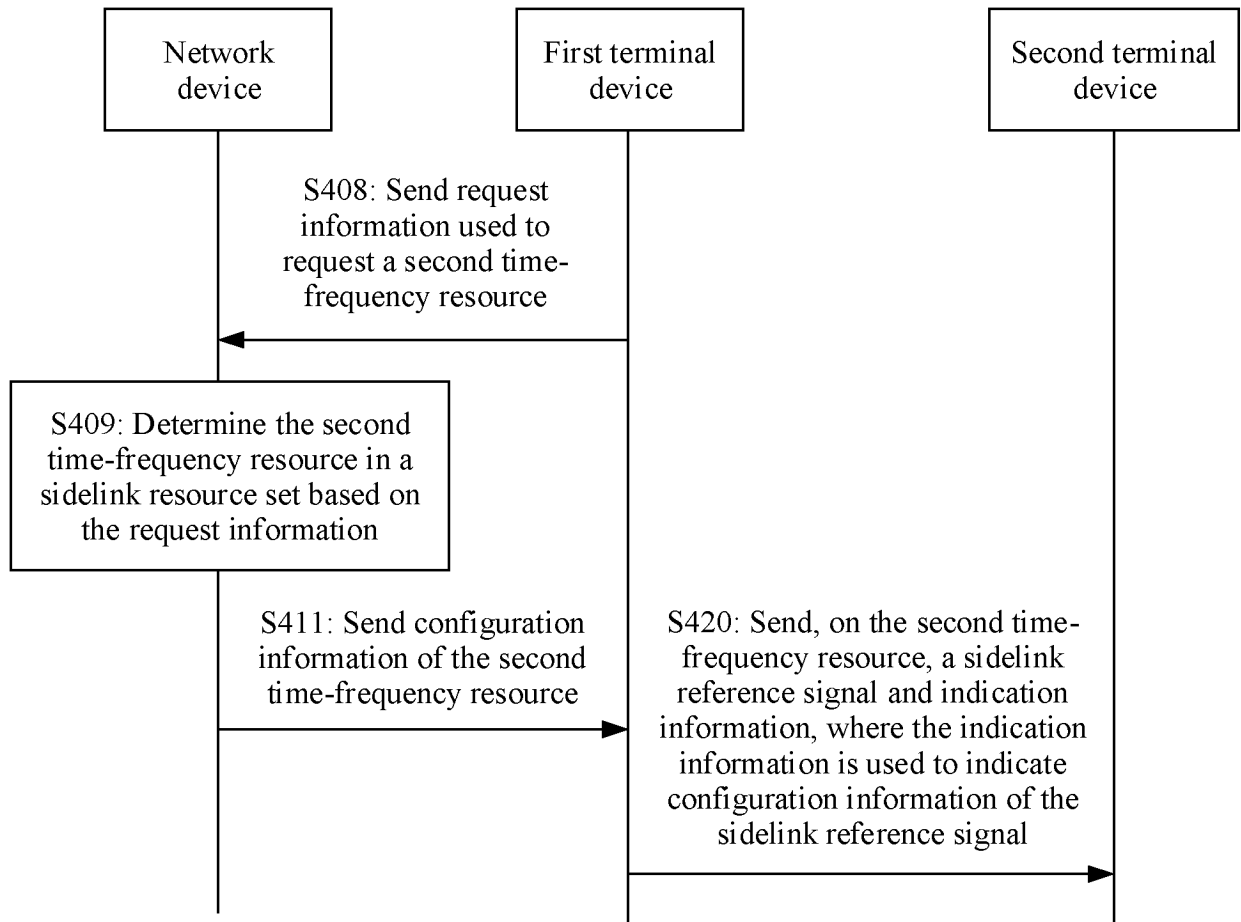 Network
device
First terminal
device
Second terminal
device
S408: Send request
information used to
request a second time-
frequency resource
S409: Determine the second
time-frequency resource in a
sidelink resource set based on
the request information
S411: Send configuration
information of the second
time-frequency resource
S420: Send, on the second time-
frequency resource, a sidelink
reference signal and indication
information, where the indication
information is used to indicate
configuration information of the
sidelink reference signal